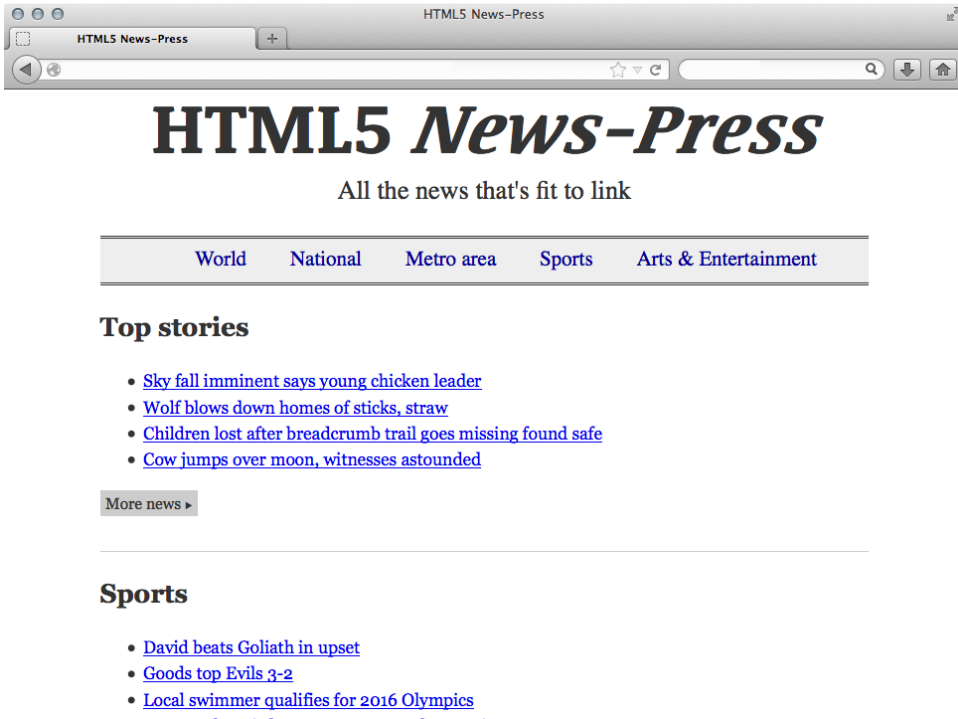 HTML5 News-Press
HTML5 News-Press
HTML5 News-Press
All the news that's fit to link
World National Metro area Sports Arts & Entertainment
Top stories
Sky fall imminent says young chicken leader
Wolf blows down homes of sticks, straw
Children lost after breadcrumb trail goes missing found safe
Cow jumps over moon, witnesses astounded
More news ▸
Sports
David beats Goliath in upset
Goods top Evils 3-2
Local swimmer qualifies for 2016 Olympics